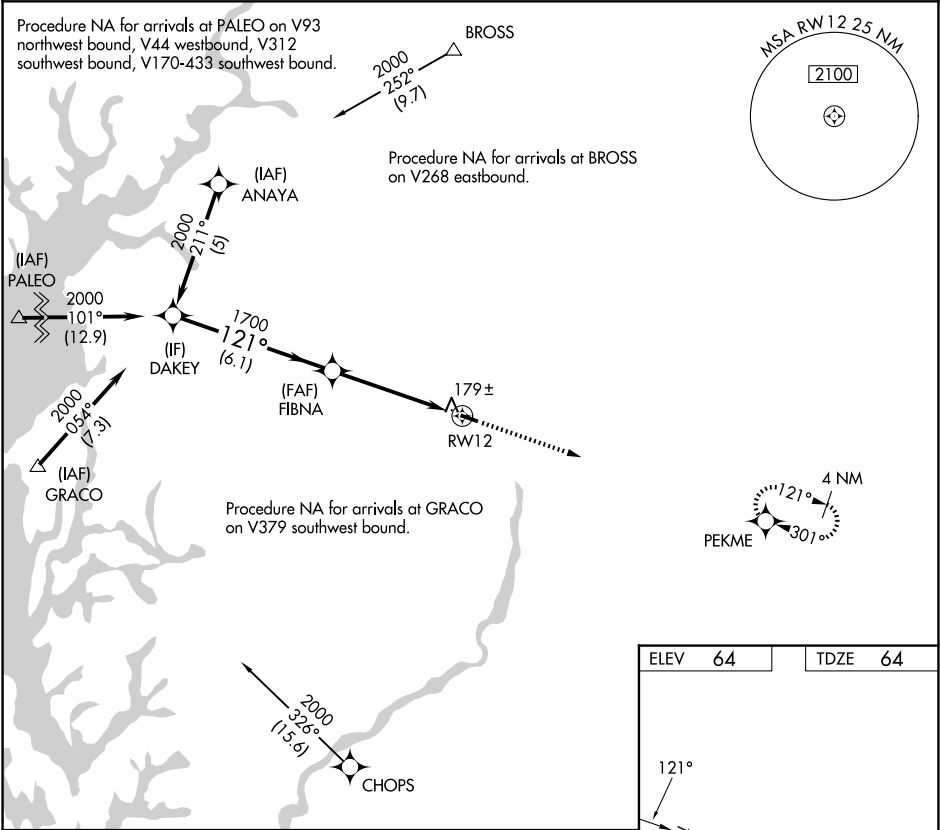 Procedure NA for arrivals at PALEO on V93
northwest bound, V44 westbound, V312
southwest bound, V170-433 southwest bound.
BROSS
2000
252°
(9.7)
MSA RW12 25 NM
2100
Procedure NA for arrivals at BROSS
on V268 eastbound.
(IAF)
ANAYA
2000
211°
(5)
(IAF)
PALEO
2000
101°
(12.9)
(IF)
DAKEY
1700
121°
(6.1)
(FAF)
FIBNA
179±
RW12
2000
054°
(7.3)
(IAF)
GRACO
Procedure NA for arrivals at GRACO
on V379 southwest bound.
4 NM
121°
301°
PEKME
2000
326°
(15.6)
CHOPS
ELEV 64
TDZE 64
121°